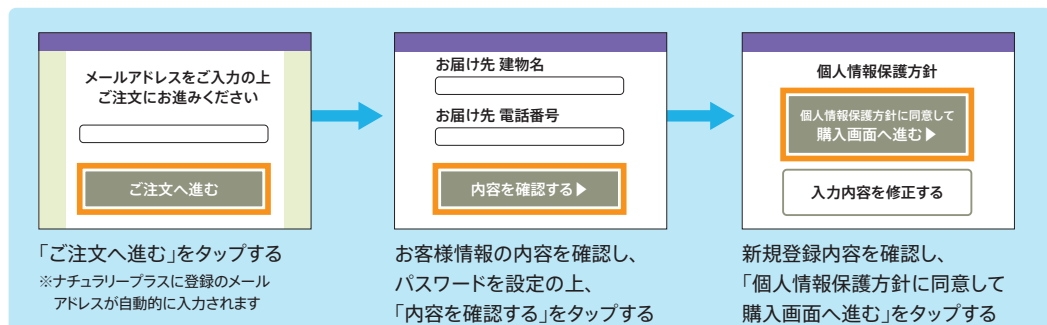 メールアドレスをご入力の上
ご注文にお進みください
ご注文へ進む
「ご注文へ進む」をタップする
※ナチュラリープラスに登録のメール
アドレスが自動的に入力されます
お届け先 建物名
お届け先 電話番号
内容を確認する▶
お客様情報の内容を確認し、
パスワードを設定の上、
「内容を確認する」をタップする
個人情報保護方針
個人情報保護方針に同意して
購入画面へ進む▶
入力内容を修正する
新規登録内容を確認し、
「個人情報保護方針に同意して
購入画面へ進む」をタップする